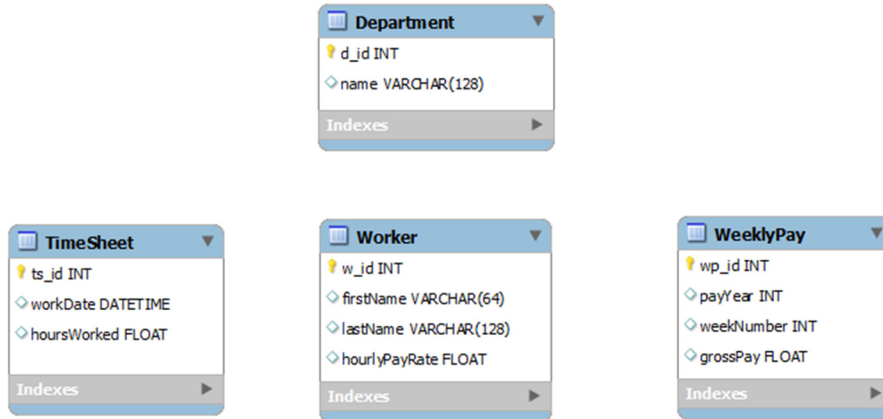 Department
d_id INT
name VARCHAR(128)
Indexes
TimeSheet
ts_id INT
workDate DATETIME
hoursWorked FLOAT
Indexes
Worker
w_id INT
firstName VARCHAR(64)
lastName VARCHAR(128)
hourlyPayRate FLOAT
Indexes
WeeklyPay
wp_id INT
payYear INT
weekNumber INT
grossPay FLOAT
Indexes